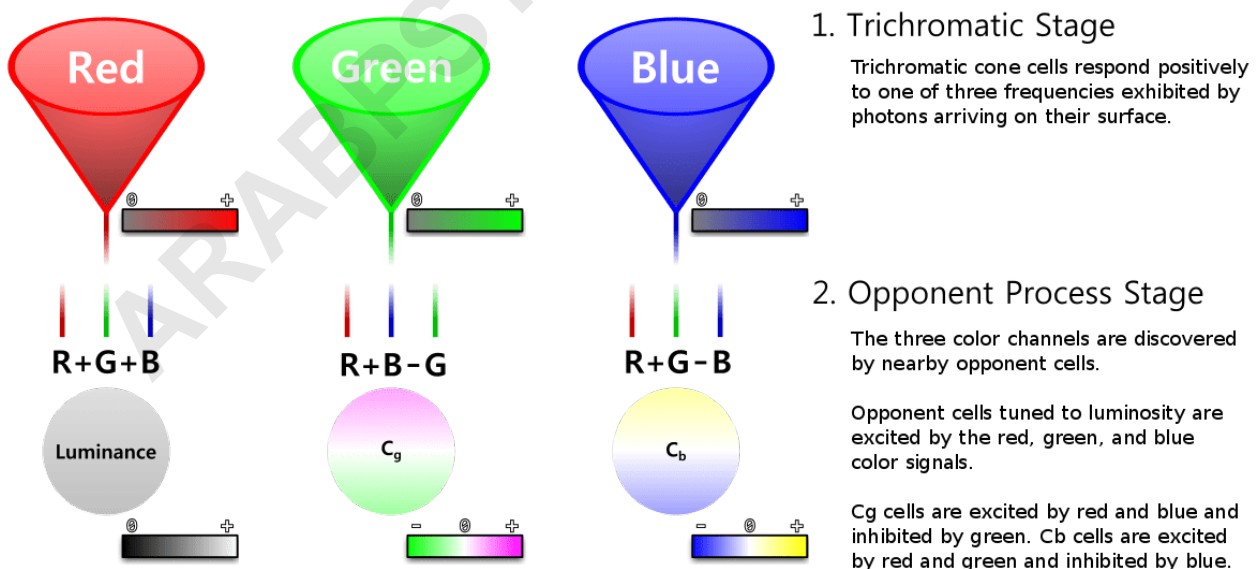 Red
Green
Blue
0 +
0 +
0 +
1. Trichromatic Stage
Trichromatic cone cells respond positively
to one of three frequencies exhibited by
photons arriving on their surface.
R+G+B
R+B-G
R+G-B
Luminance
Cg
Cb
0 +
- 0 +
- 0 +
2. Opponent Process Stage
The three color channels are discovered
by nearby opponent cells.
Opponent cells tuned to luminosity are
excited by the red, green, and blue
color signals.
Cg cells are excited by red and blue and
inhibited by green. Cb cells are excited
by red and green and inhibited by blue.